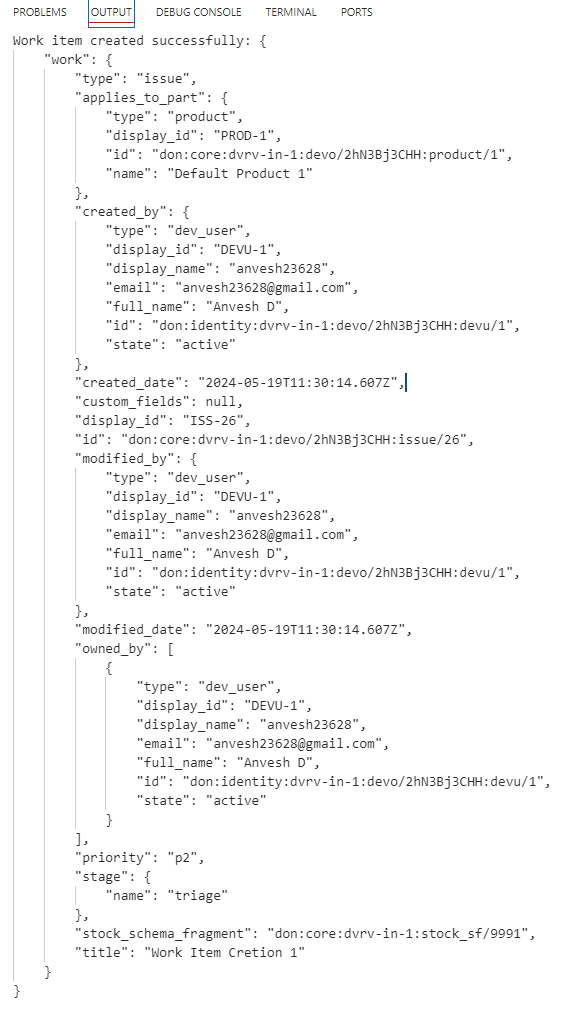 PROBLEMS OUTPUT DEBUG CONSOLE TERMINAL PORTS
Work item created successfully: {
    "work": {
        "type": "issue",
        "applies_to_part": {
            "type": "product",
            "display_id": "PROD-1",
            "id": "don:core:dvrv-in-1:devo/2hN3Bj3CHH:product/1",
            "name": "Default Product 1"
        },
        "created_by": {
            "type": "dev_user",
            "display_id": "DEVU-1",
            "display_name": "anvesh23628",
            "email": "anvesh23628@gmail.com",
            "full_name": "Anvesh D",
            "id": "don:identity:dvrv-in-1:devo/2hN3Bj3CHH:devu/1",
            "state": "active"
        },
        "created_date": "2024-05-19T11:30:14.607Z",
        "custom_fields": null,
        "display_id": "ISS-26",
        "id": "don:core:dvrv-in-1:devo/2hN3Bj3CHH:issue/26",
        "modified_by": {
            "type": "dev_user",
            "display_id": "DEVU-1",
            "display_name": "anvesh23628",
            "email": "anvesh23628@gmail.com",
            "full_name": "Anvesh D",
            "id": "don:identity:dvrv-in-1:devo/2hN3Bj3CHH:devu/1",
            "state": "active"
        },
        "modified_date": "2024-05-19T11:30:14.607Z",
        "owned_by": [
            {
                "type": "dev_user",
                "display_id": "DEVU-1",
                "display_name": "anvesh23628",
                "email": "anvesh23628@gmail.com",
                "full_name": "Anvesh D",
                "id": "don:identity:dvrv-in-1:devo/2hN3Bj3CHH:devu/1",
                "state": "active"
            }
        ],
        "priority": "p2",
        "stage": {
            "name": "triage"
        },
        "stock_schema_fragment": "don:core:dvrv-in-1:stock_sf/9991",
        "title": "Work Item Cretion 1"
    }
}